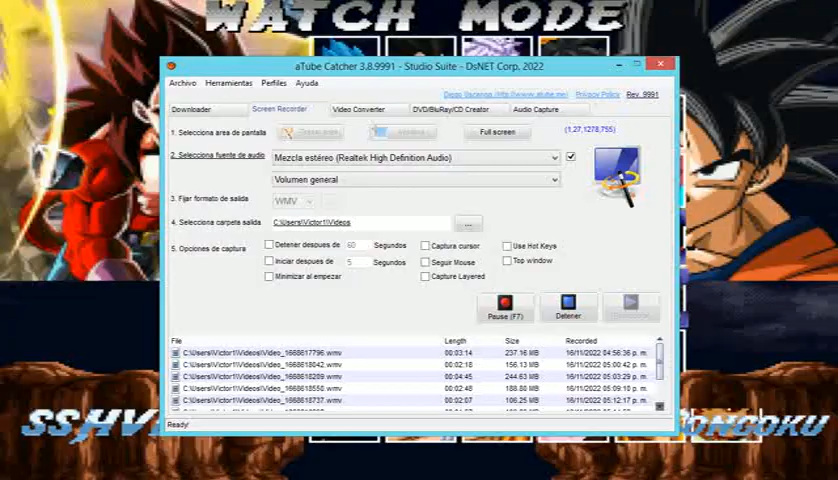 WATCH MODE
aTube Catcher 3.8.9991 - Studio Suite - DsNET Corp. 2022
Archivo Herramientas Perfiles Ayuda
Privacy Policy Rev. 9991
Downloader Screen Recorder Video Converter DVD/BluRay/CD Creator Audio Capture
1. Selecciona area de pantalla Full screen (1,27,1278,755)
2. Selecciona fuente de audio Mezcla estéreo (Realtek High Definition Audio)
Volumen general
3. Fijar formato de salida WMV
4. Selecciona carpeta salida C:\Users\Victor1\Videos ...
5. Opciones de captura Detener despues de 60 Segundos Captura cursor Use Hot Keys
Iniciar despues de 5 Segundos Seguir Mouse Top window
Minimizar al empezar Capture Layered
Pause (F7) Detener
File Length Size Recorded
C:\Users\Victor1\Videos\Video_1668617796.wmv 00:03:14 237.16 MB 16/11/2022 04:56:36 p. m.
C:\Users\Victor1\Videos\Video_1668618042.wmv 00:02:18 156.13 MB 16/11/2022 05:00:42 p. m.
C:\Users\Victor1\Videos\Video_1668618209.wmv 00:04:45 244.63 MB 16/11/2022 05:03:29 p. m.
C:\Users\Victor1\Videos\Video_1668618550.wmv 00:02:48 188.80 MB 16/11/2022 05:09:10 p. m.
C:\Users\Victor1\Videos\Video_1668618737.wmv 00:02:07 106.25 MB 16/11/2022 05:12:17 p. m.
Ready!